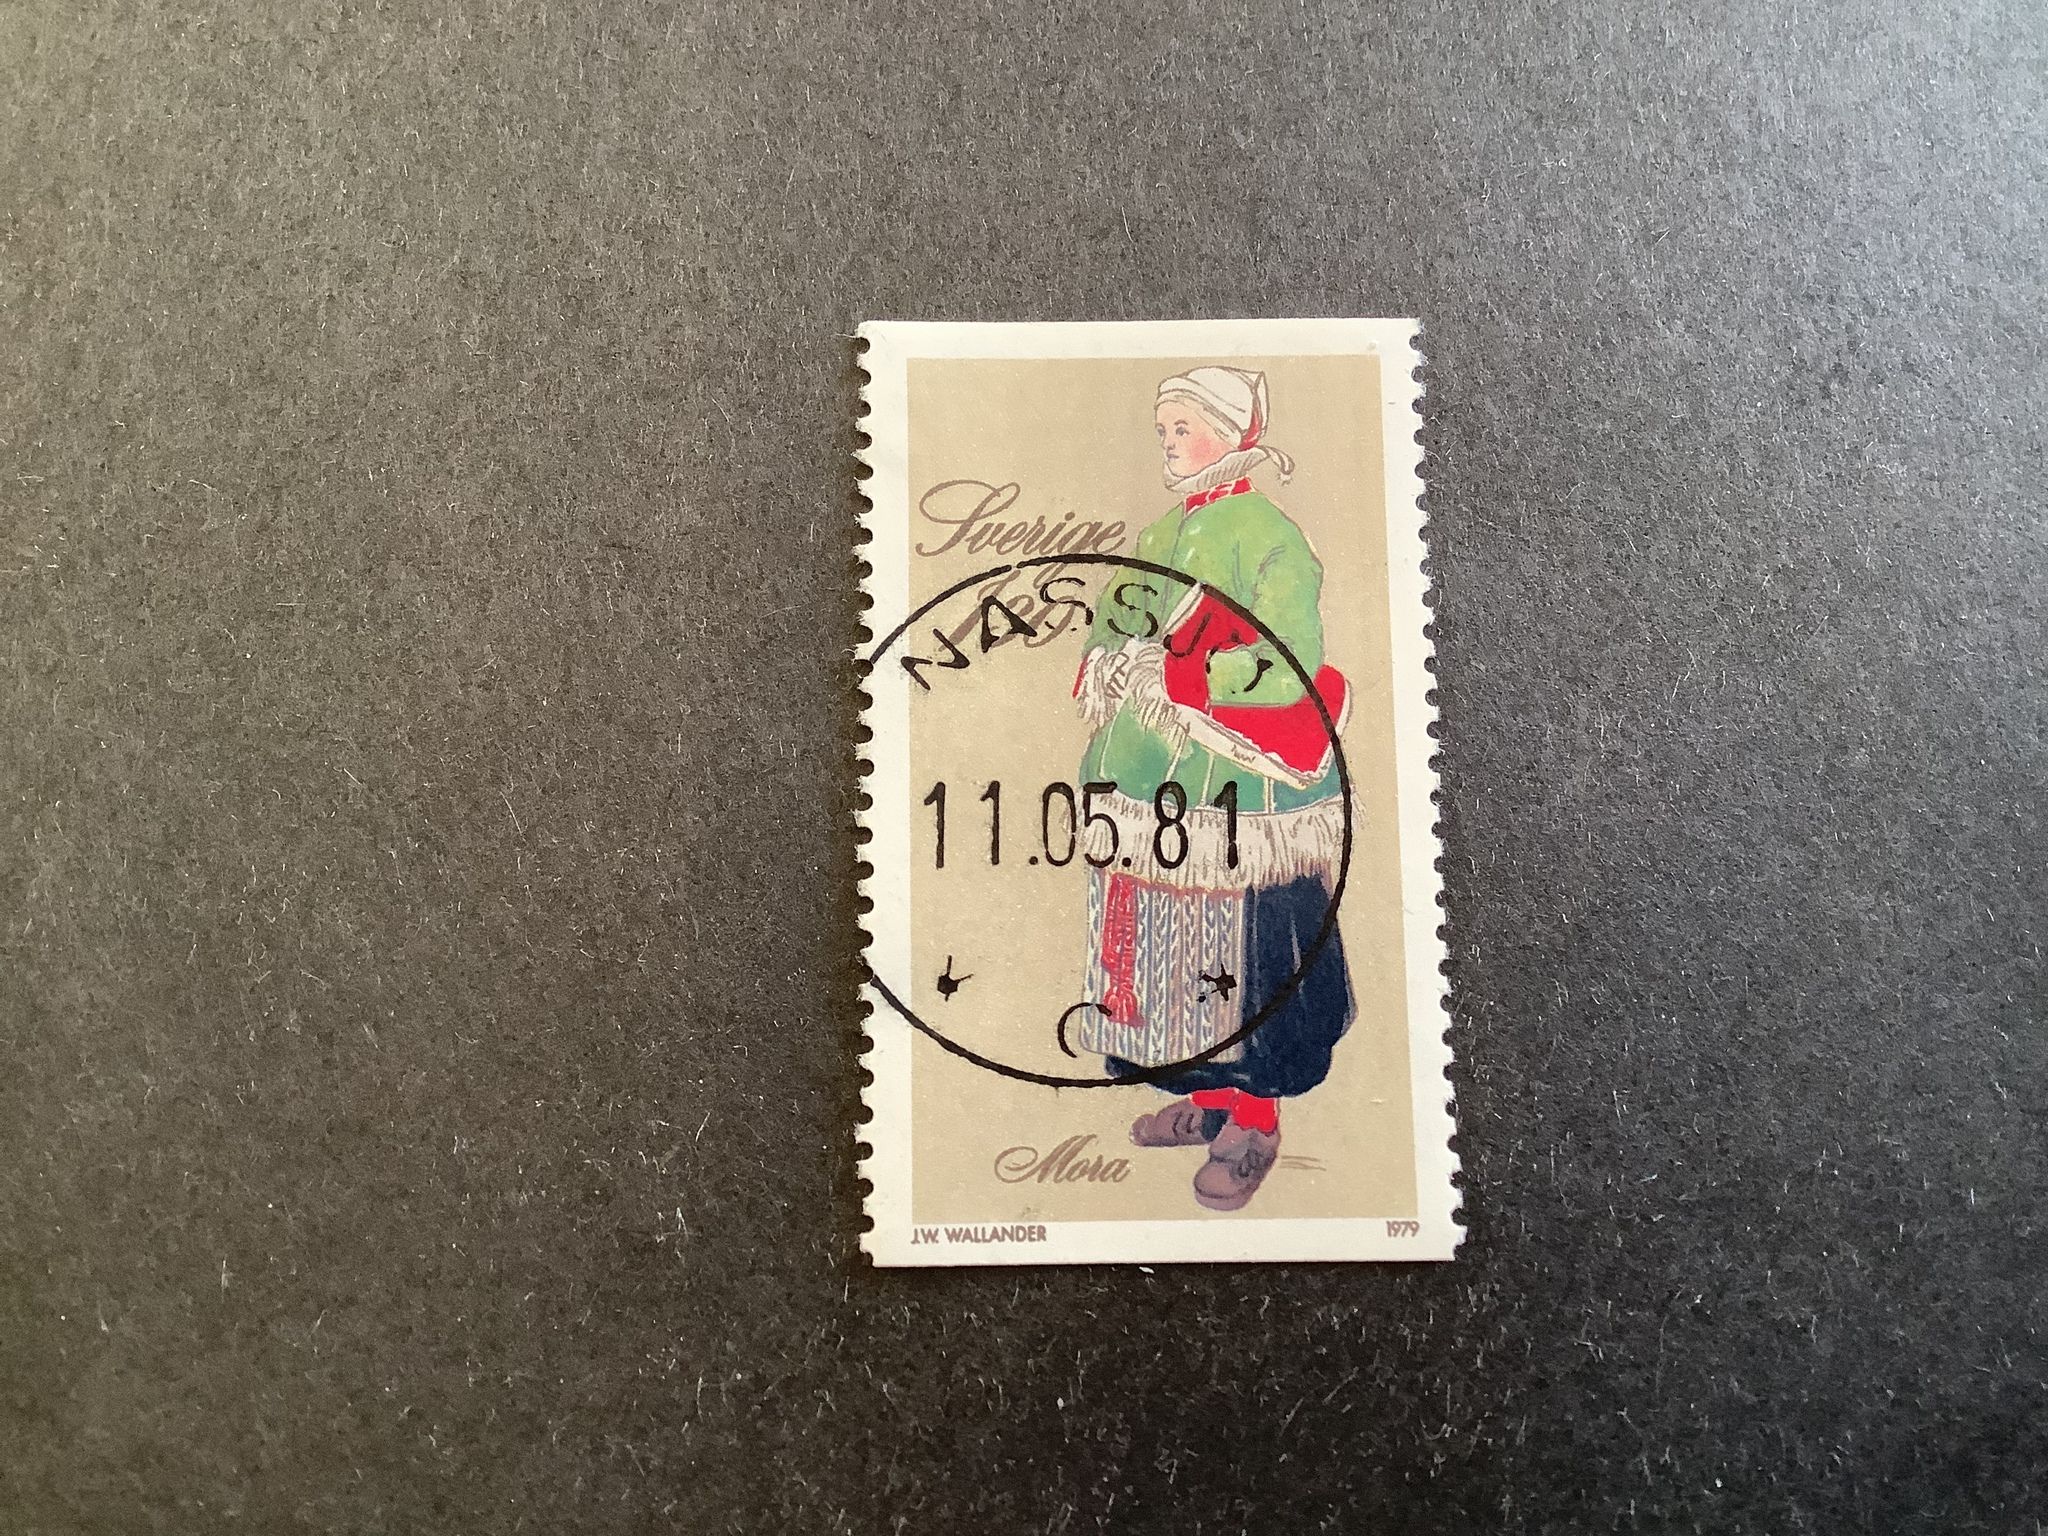 Sverige
NÄSSJÖ
11.05.81
* C *
Mora
J.W. WALLANDER 1979